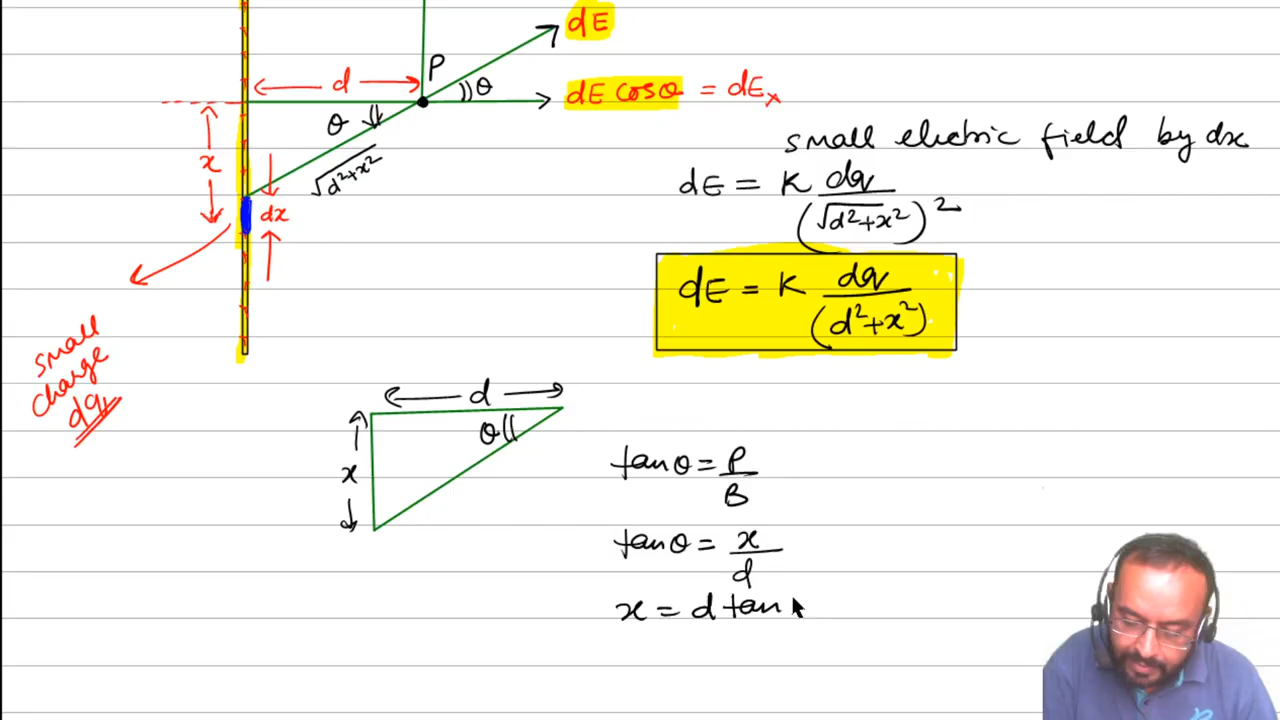 dE
P
d
θ
dE cosθ = dEx
θ
x
√d²+x²
dx
small electric field by dx
dE = K dq / (√d²+x²)²
dE = K dq / (d²+x²)
small
charge
dq
d
θ
x
tanθ = P / B
tanθ = x / d
x = d tan